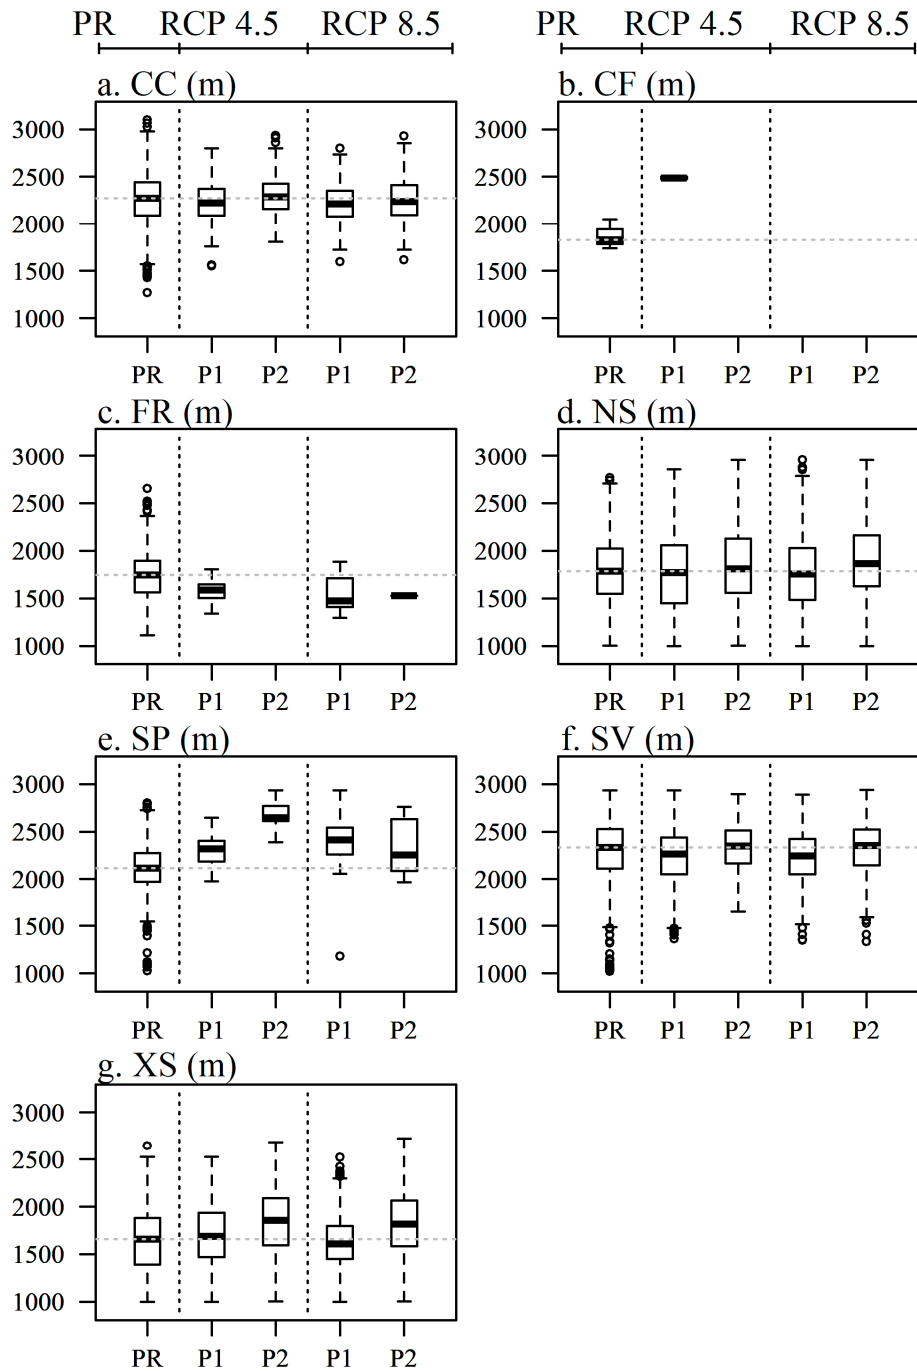 PR RCP 4.5 RCP 8.5 PR RCP 4.5 RCP 8.5
a. CC (m)
3000
2500
2000
1500
1000
PR P1 P2 P1 P2
b. CF (m)
3000
2500
2000
1500
1000
PR P1 P2 P1 P2
c. FR (m)
3000
2500
2000
1500
1000
PR P1 P2 P1 P2
d. NS (m)
3000
2500
2000
1500
1000
PR P1 P2 P1 P2
e. SP (m)
3000
2500
2000
1500
1000
PR P1 P2 P1 P2
f. SV (m)
3000
2500
2000
1500
1000
PR P1 P2 P1 P2
g. XS (m)
3000
2500
2000
1500
1000
PR P1 P2 P1 P2